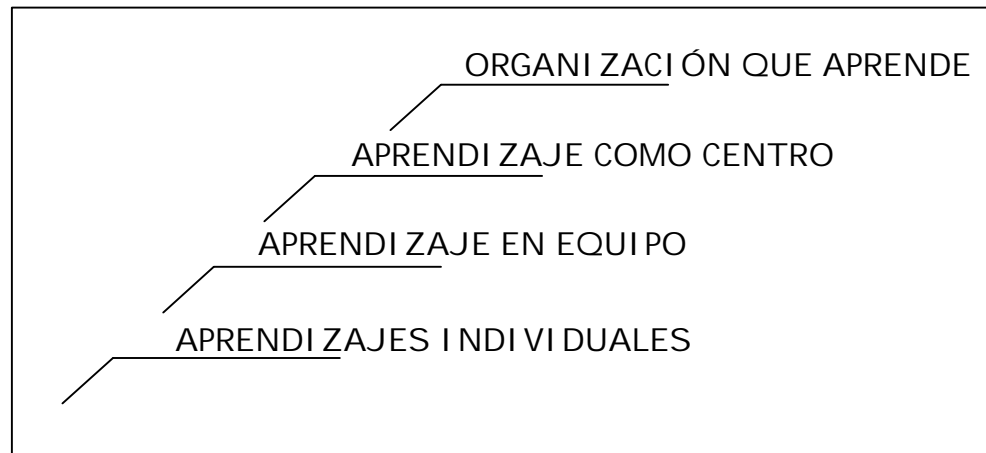 ORGANIZACIÓN QUE APRENDE
APRENDIZAJE COMO CENTRO
APRENDIZAJE EN EQUIPO
APRENDIZAJES INDIVIDUALES